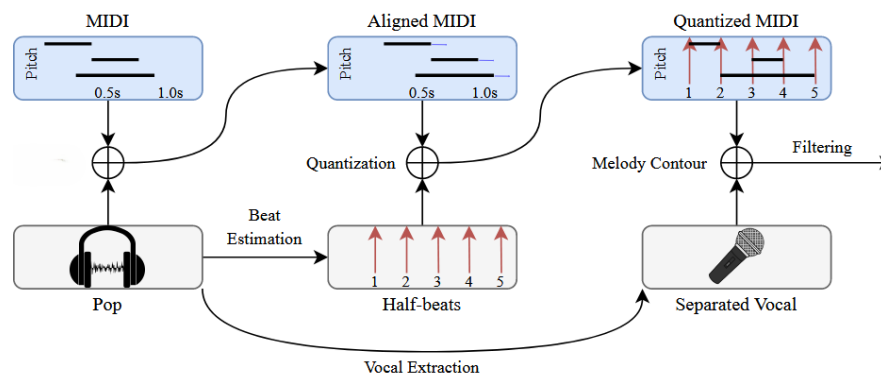 MIDI
Aligned MIDI
Quantized MIDI
Pitch
0.5s 1.0s
Pitch
0.5s 1.0s
Pitch
1 2 3 4 5
Quantization
Melody Contour
Filtering
Beat
Estimation
1 2 3 4 5
Pop
Half-beats
Separated Vocal
Vocal Extraction